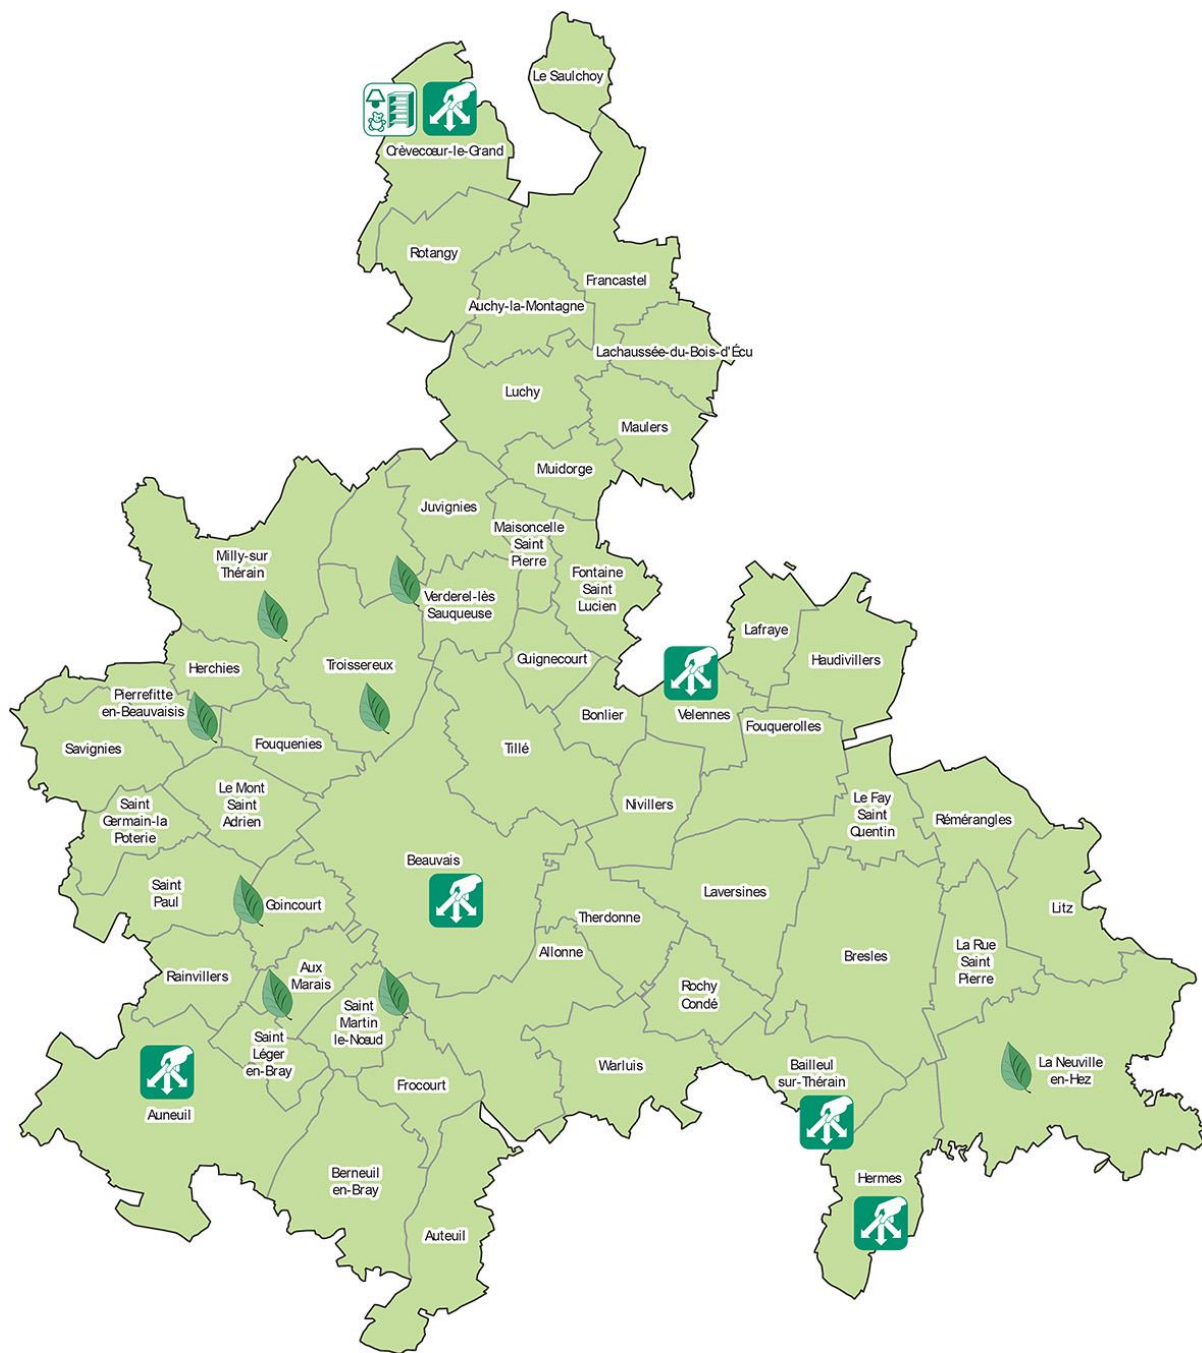 Le Saulchoy
Crèvecœur-le-Grand
Rotangy
Francastel
Auchy-la-Montagne
Lachaussée-du-Bois-d'Écu
Luchy
Maulers
Muidorge
Juvignies
Maisoncelle
Saint
Pierre
Milly-sur
Thérain
Fontaine
Saint
Lucien
Verderel-lès
Sauqueuse
Lafraye
Haudivillers
Guignecourt
Herchies
Troissereux
Pierrefitte
en-Beauvaisis
Bonlier
Velennes
Fouquerolles
Savignies
Fouquenies
Tillé
Le Mont
Saint
Adrien
Saint
Germain-la
Poterie
Nivillers
Le Fay
Saint
Quentin
Rémérangles
Beauvais
Saint
Paul
Goincourt
Laversines
Litz
Therdonne
Allonne
Bresles
La Rue
Saint
Pierre
Rainvillers
Aux
Marais
Rochy
Condé
Saint
Martin
le-Nœud
Saint
Léger
en-Bray
Warluis
Bailleul
sur-Thérain
La Neuville
en-Hez
Frocourt
Auneuil
Berneuil
en-Bray
Hermes
Auteuil